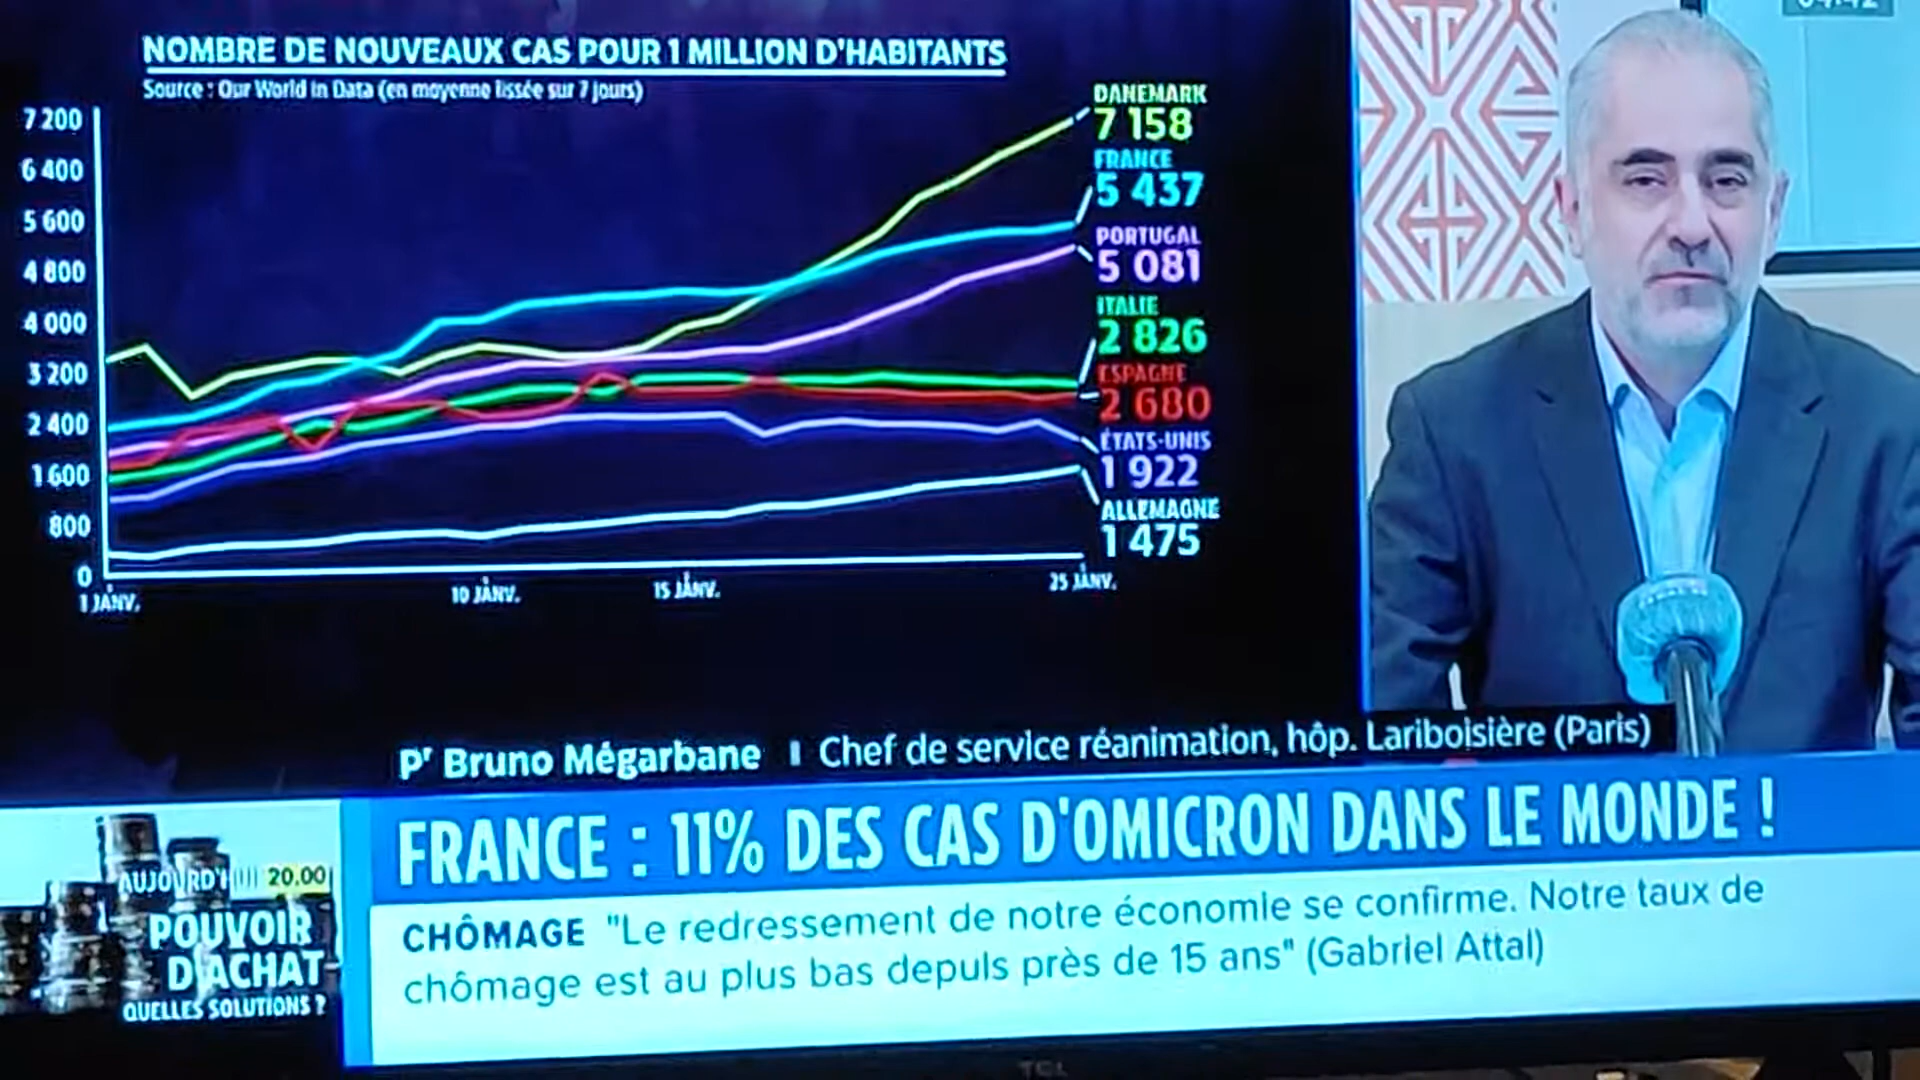 NOMBRE DE NOUVEAUX CAS POUR 1 MILLION D'HABITANTS
Source : Our World in Data (en moyenne lissée sur 7 jours)
7 200
6 400
5 600
4 800
4 000
3 200
2 400
1 600
800
0
1 JANV.
10 JANV.
15 JANV.
25 JANV.
DANEMARK
7 158
FRANCE
5 437
PORTUGAL
5 081
ITALIE
2 826
ESPAGNE
2 680
ÉTATS-UNIS
1 922
ALLEMAGNE
1 475
Pr Bruno Mégarbane | Chef de service réanimation, hôp. Lariboisière (Paris)
FRANCE : 11% DES CAS D'OMICRON DANS LE MONDE !
AUJOURD'HUI 20.00
POUVOIR
D'ACHAT
QUELLES SOLUTIONS ?
CHÔMAGE "Le redressement de notre économie se confirme. Notre taux de
chômage est au plus bas depuis près de 15 ans" (Gabriel Attal)
TCL